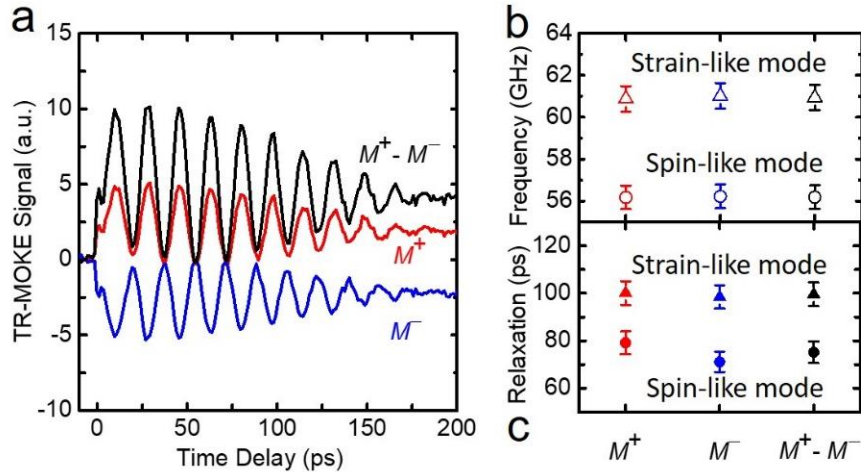 a
TR-MOKE Signal (a.u.)
15
10
5
0
-5
-10
M⁺ - M⁻
M⁺
M⁻
0 50 100 150 200
Time Delay (ps)
b
Frequency (GHz)
64
62
60
58
56
Strain-like mode
Spin-like mode
Relaxation (ps)
120
100
80
60
Strain-like mode
Spin-like mode
c
M⁺ M⁻ M⁺- M⁻